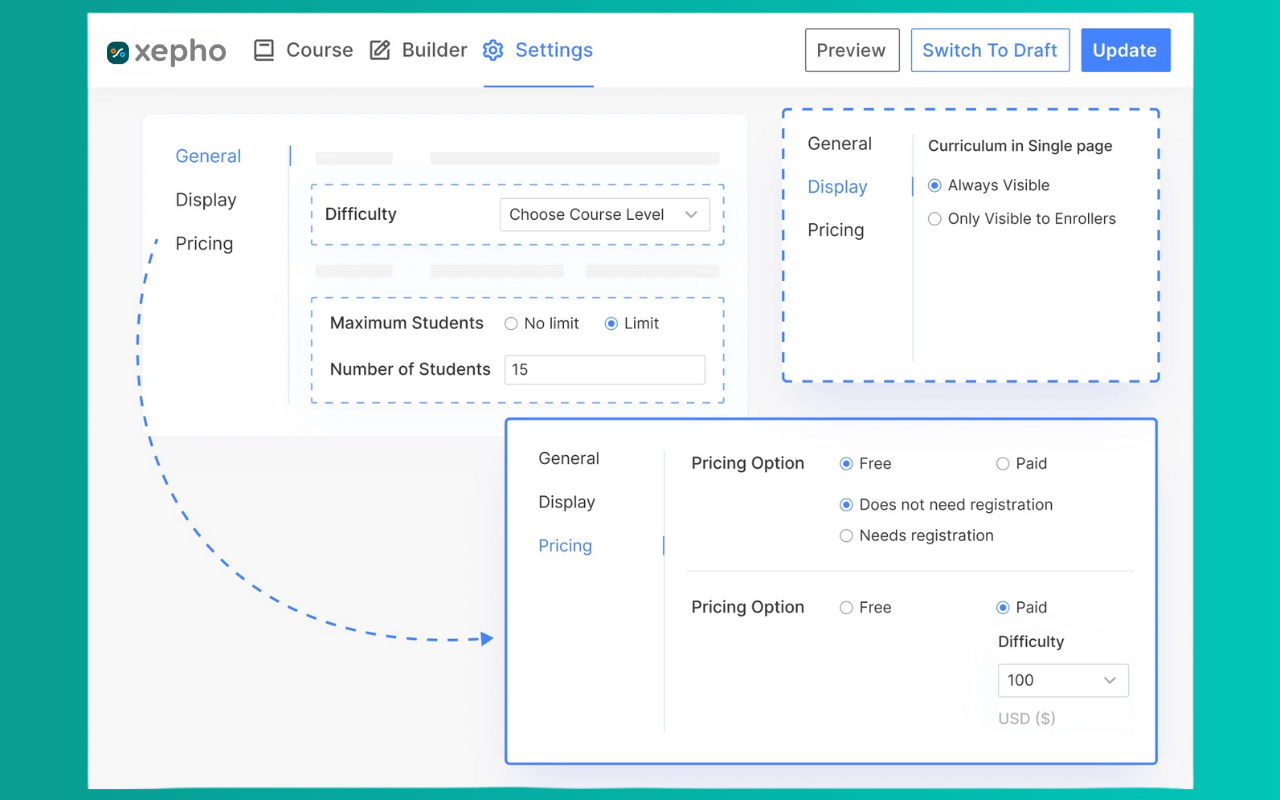 xepho Course Builder Settings Preview Switch To Draft Update
General
Display
Pricing
Difficulty Choose Course Level
Maximum Students No limit Limit
Number of Students 15
General
Display
Pricing
Curriculum in Single page
Always Visible
Only Visible to Enrollers
General
Display
Pricing
Pricing Option Free Paid
Does not need registration
Needs registration
Pricing Option Free Paid
Difficulty
100
USD ($)